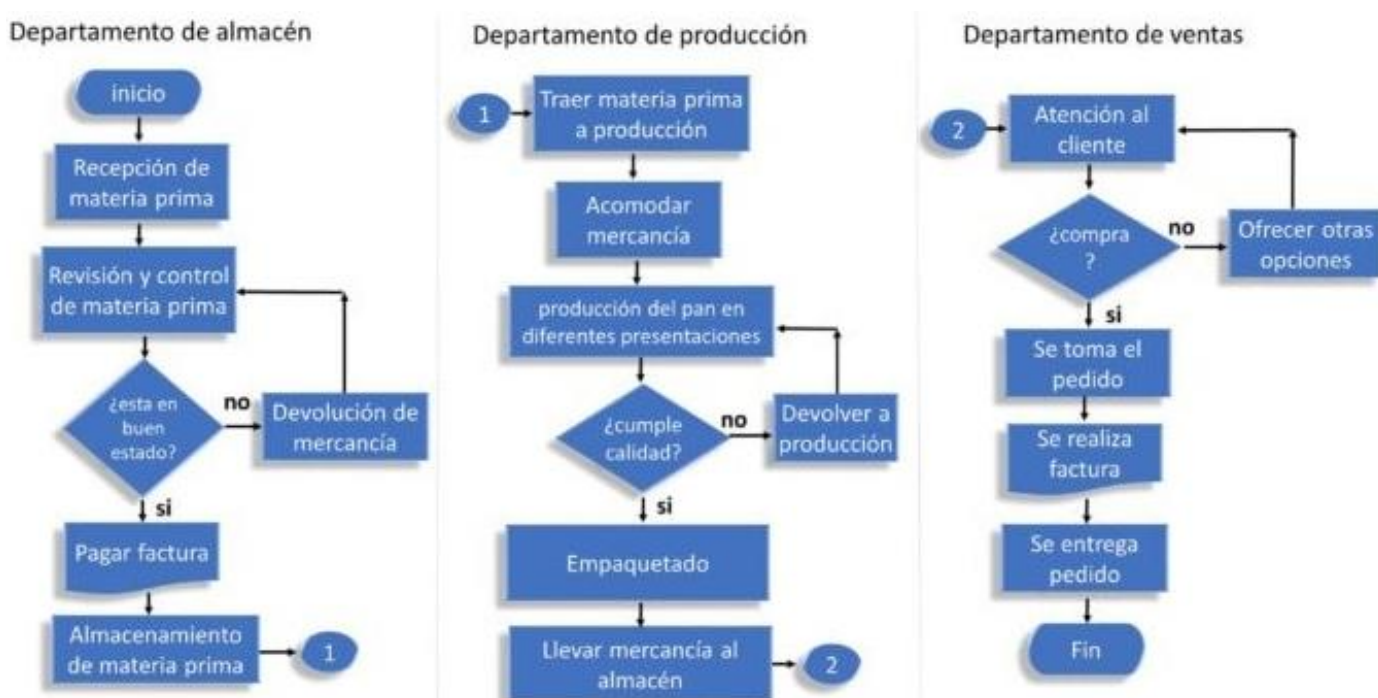 Departamento de almacén
inicio
Recepción de
materia prima
Revisión y control
de materia prima
¿esta en
buen
estado?
no
Devolución de
mercancía
si
Pagar factura
Almacenamiento
de materia prima
1
Departamento de producción
1
Traer materia prima
a producción
Acomodar
mercancía
producción del pan en
diferentes presentaciones
¿cumple
calidad?
no
Devolver a
producción
si
Empaquetado
Llevar mercancía al
almacén
2
Departamento de ventas
2
Atención al
cliente
¿compra
?
no
Ofrecer otras
opciones
si
Se toma el
pedido
Se realiza
factura
Se entrega
pedido
Fin